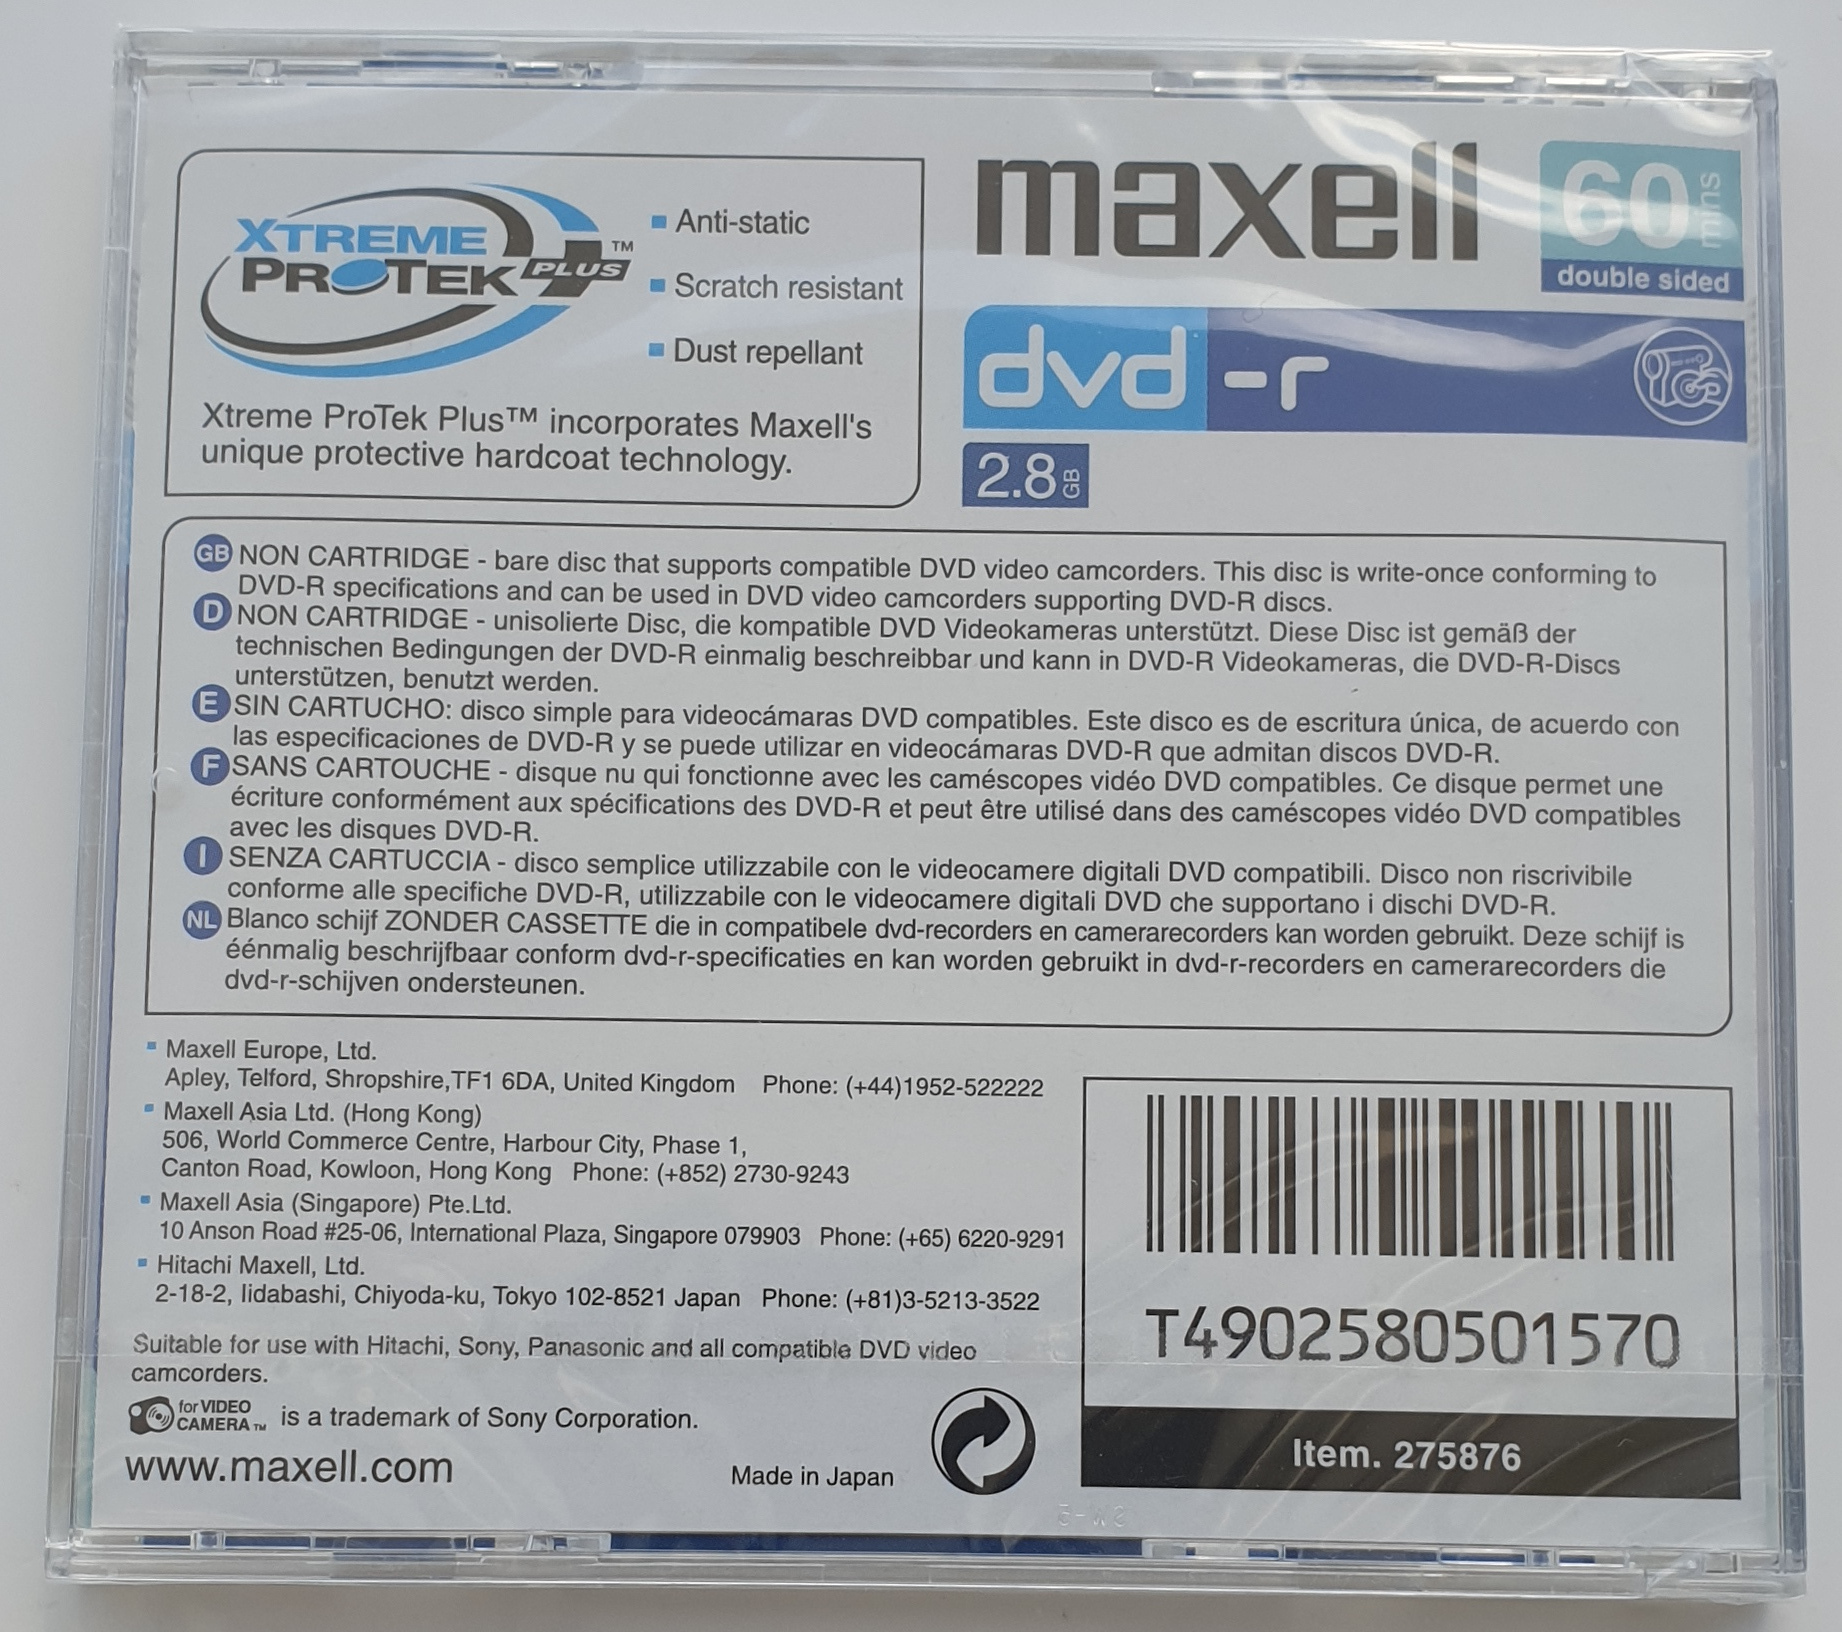 XTREME
PROTEK PLUS™
Anti-static
Scratch resistant
Dust repellant
Xtreme ProTek Plus™ incorporates Maxell's
unique protective hardcoat technology.
maxell
60 mins
double sided
dvd -r
2.8 GB
GB NON CARTRIDGE - bare disc that supports compatible DVD video camcorders. This disc is write-once conforming to
DVD-R specifications and can be used in DVD video camcorders supporting DVD-R discs.
D NON CARTRIDGE - unisolierte Disc, die kompatible DVD Videokameras unterstützt. Diese Disc ist gemäß der
technischen Bedingungen der DVD-R einmalig beschreibbar und kann in DVD-R Videokameras, die DVD-R-Discs
unterstützen, benutzt werden.
E SIN CARTUCHO: disco simple para videocámaras DVD compatibles. Este disco es de escritura única, de acuerdo con
las especificaciones de DVD-R y se puede utilizar en videocámaras DVD-R que admitan discos DVD-R.
F SANS CARTOUCHE - disque nu qui fonctionne avec les caméscopes vidéo DVD compatibles. Ce disque permet une
écriture conformément aux spécifications des DVD-R et peut être utilisé dans des caméscopes vidéo DVD compatibles
avec les disques DVD-R.
I SENZA CARTUCCIA - disco semplice utilizzabile con le videocamere digitali DVD compatibili. Disco non riscrivibile
conforme alle specifiche DVD-R, utilizzabile con le videocamere digitali DVD che supportano i dischi DVD-R.
NL Blanco schijf ZONDER CASSETTE die in compatibele dvd-recorders en camerarecorders kan worden gebruikt. Deze schijf is
éénmalig beschrijfbaar conform dvd-r-specificaties en kan worden gebruikt in dvd-r-recorders en camerarecorders die
dvd-r-schijven ondersteunen.
Maxell Europe, Ltd.
Apley, Telford, Shropshire,TF1 6DA, United Kingdom Phone: (+44)1952-522222
Maxell Asia Ltd. (Hong Kong)
506, World Commerce Centre, Harbour City, Phase 1,
Canton Road, Kowloon, Hong Kong Phone: (+852) 2730-9243
Maxell Asia (Singapore) Pte.Ltd.
10 Anson Road #25-06, International Plaza, Singapore 079903 Phone: (+65) 6220-9291
Hitachi Maxell, Ltd.
2-18-2, Iidabashi, Chiyoda-ku, Tokyo 102-8521 Japan Phone: (+81)3-5213-3522
Suitable for use with Hitachi, Sony, Panasonic and all compatible DVD video
camcorders.
for VIDEO
CAMERA™ is a trademark of Sony Corporation.
www.maxell.com
Made in Japan
T4902580501570
Item. 275876